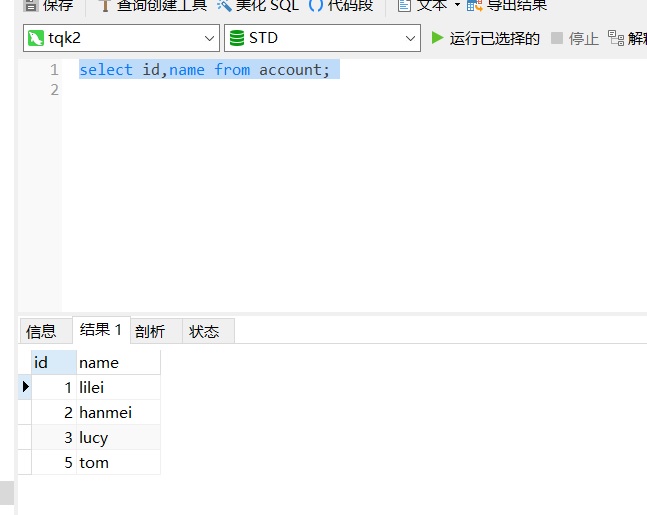 保存 查询创建工具 美化 SQL () 代码段 文本 导出结果
tqk2 STD 运行已选择的 停止 解释
1 select id,name from account;
2
信息 结果 1 剖析 状态
id name
1 lilei
2 hanmei
3 lucy
5 tom